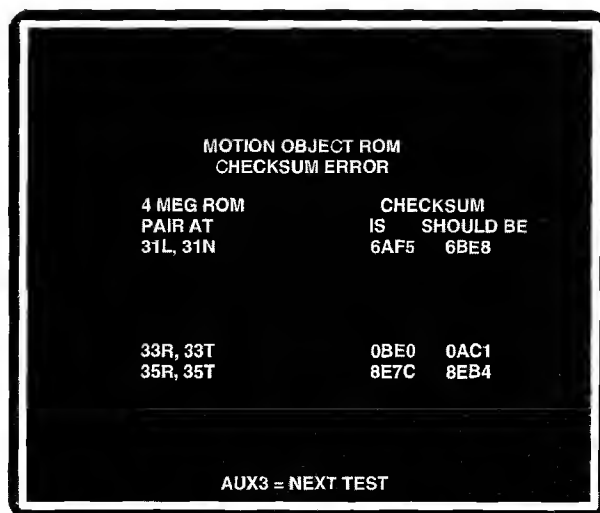 MOTION OBJECT ROM
CHECKSUM ERROR
4 MEG ROM CHECKSUM
PAIR AT IS SHOULD BE
31L, 31N 6AF5 6BE8
33R, 33T 0BE0 0AC1
35R, 35T 8E7C 8EB4
AUX3 = NEXT TEST